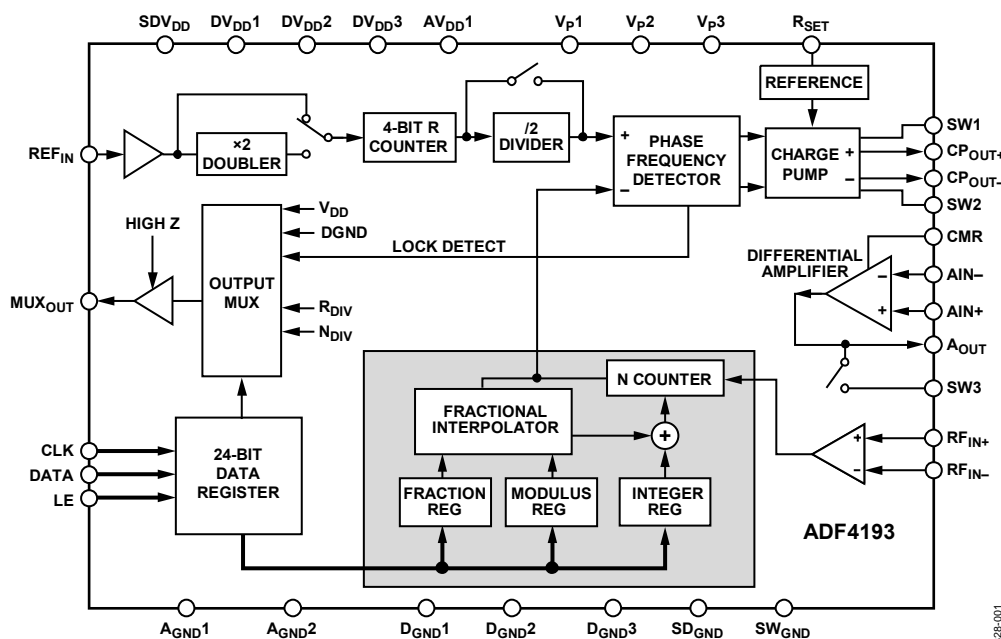 SDVDD DVDD1 DVDD2 DVDD3 AVDD1 VP1 VP2 VP3 RSET
REFIN
×2
DOUBLER
4-BIT R
COUNTER
/2
DIVIDER
+
–
PHASE
FREQUENCY
DETECTOR
REFERENCE
CHARGE
PUMP
+
–
SW1
CPOUT+
CPOUT–
SW2
HIGH Z
MUXOUT
OUTPUT
MUX
VDD
DGND
LOCK DETECT
RDIV
NDIV
DIFFERENTIAL
AMPLIFIER
–
+
CMR
AIN–
AIN+
AOUT
SW3
N COUNTER
FRACTIONAL
INTERPOLATOR
+
FRACTION
REG
MODULUS
REG
INTEGER
REG
+
–
RFIN+
RFIN–
CLK
DATA
LE
24-BIT
DATA
REGISTER
ADF4193
AGND1 AGND2 DGND1 DGND2 DGND3 SDGND SWGND
28-001